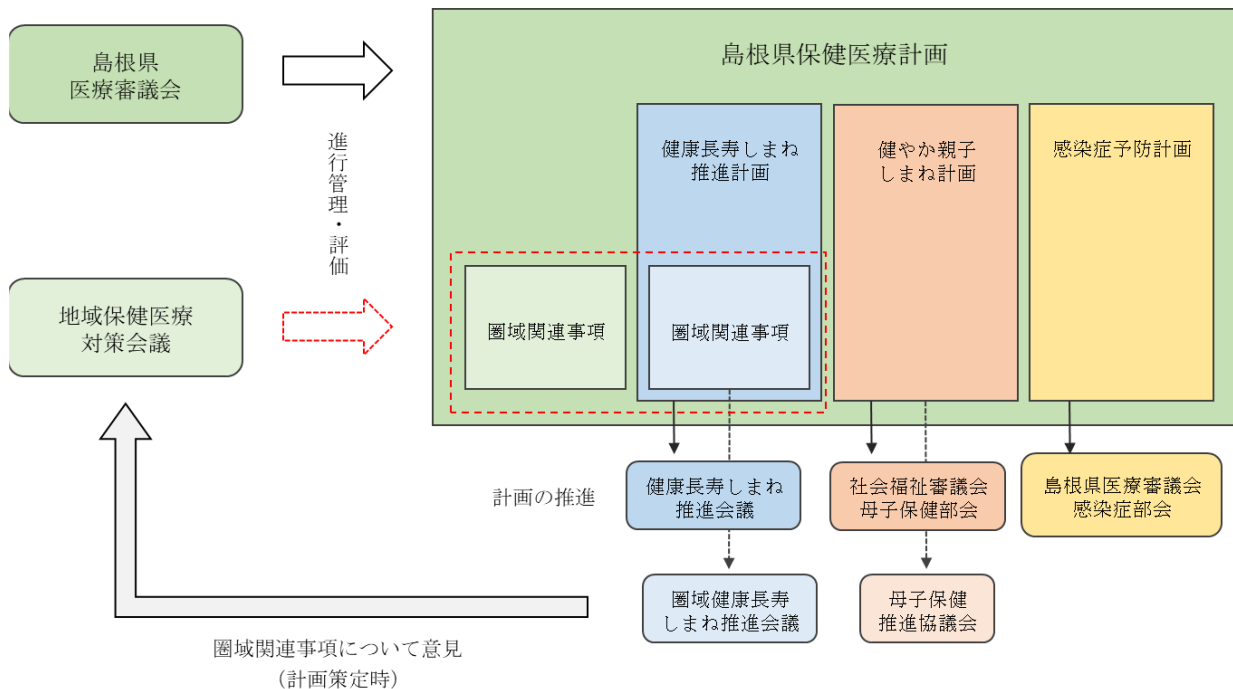 島根県
医療審議会
進行管理・評価
地域保健医療
対策会議
島根県保健医療計画
健康長寿しまね
推進計画
健やか親子
しまね計画
感染症予防計画
圏域関連事項
圏域関連事項
計画の推進
健康長寿しまね
推進会議
社会福祉審議会
母子保健部会
島根県医療審議会
感染症部会
圏域健康長寿
しまね推進会議
母子保健
推進協議会
圏域関連事項について意見
(計画策定時)